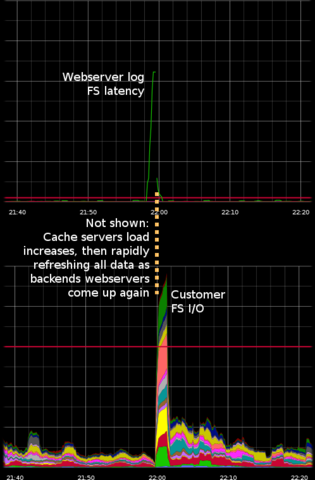 Webserver log
FS latency
21:40 21:50 22:00 22:10 22:20
Not shown:
Cache servers load
increases, then rapidly
refreshing all data as
backends webservers
come up again
Customer
FS I/O
21:40 21:50 22:00 22:10 22:20